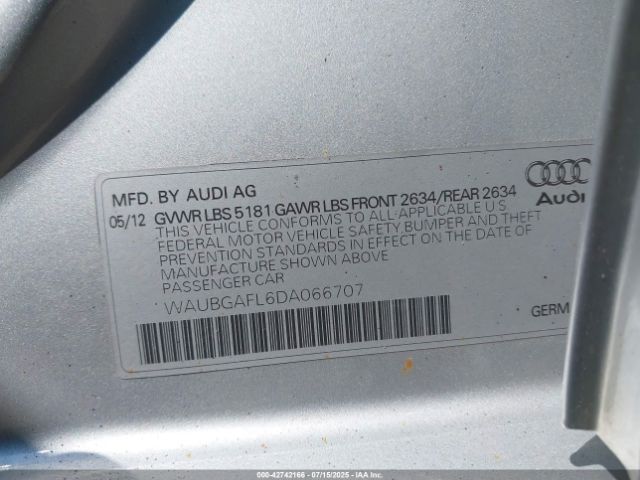 MFD. BY AUDI AG
05/12 GVWR LBS 5181 GAWR LBS FRONT 2634/REAR 2634
THIS VEHICLE CONFORMS TO ALL APPLICABLE U.S.
FEDERAL MOTOR VEHICLE SAFETY, BUMPER AND THEFT
PREVENTION STANDARDS IN EFFECT ON THE DATE OF
MANUFACTURE SHOWN ABOVE
PASSENGER CAR
WAUBGAFL6DA066707
Audi
GERM
000-42742166 - 07/15/2025 - IAAI.COM